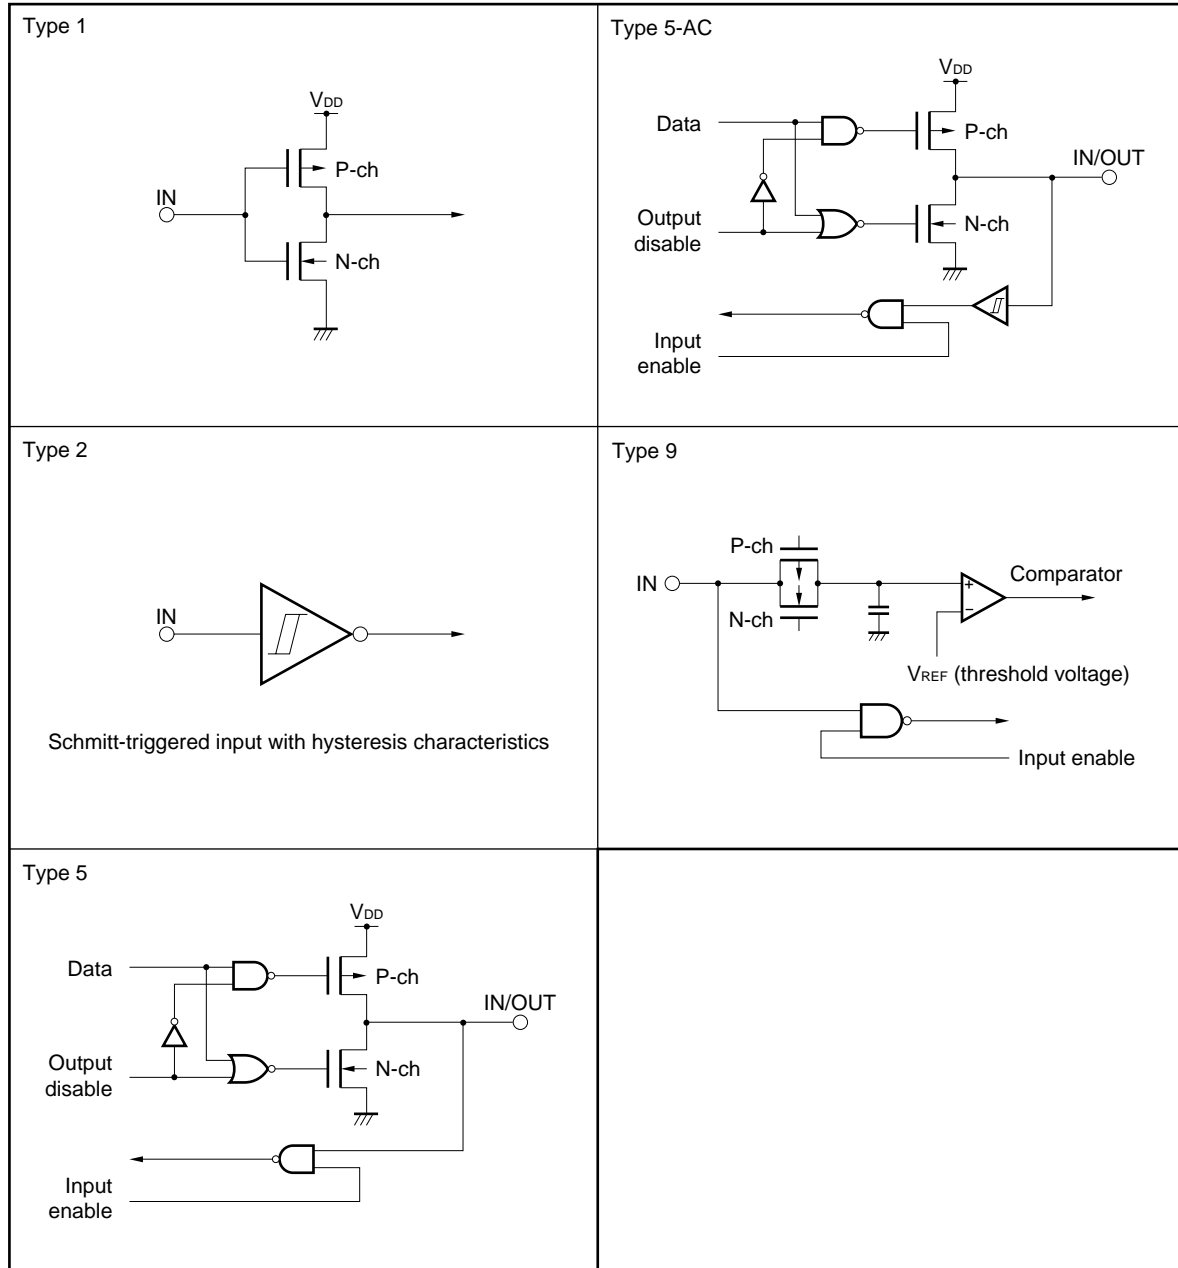 Type 1
VDD
P-ch
IN
N-ch
Type 5-AC
VDD
Data
P-ch
IN/OUT
Output
disable
N-ch
Input
enable
Type 2
IN
Schmitt-triggered input with hysteresis characteristics
Type 9
P-ch
IN
Comparator
N-ch
VREF (threshold voltage)
Input enable
Type 5
VDD
Data
P-ch
IN/OUT
Output
disable
N-ch
Input
enable